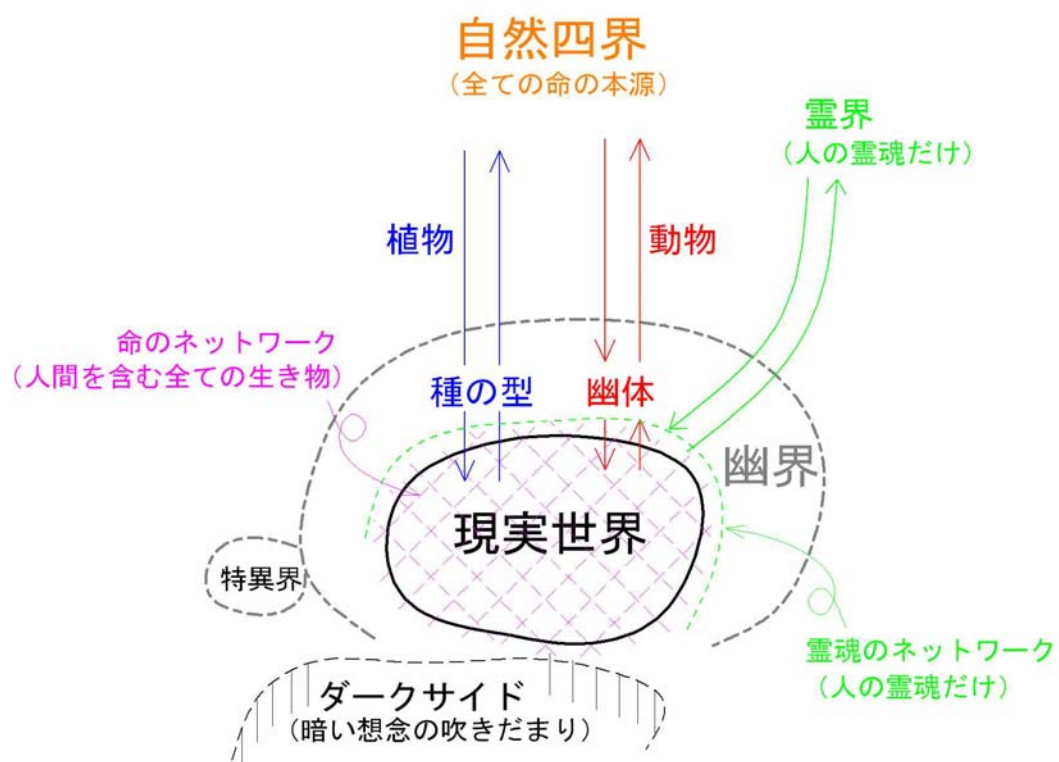 自然四界
（全ての命の本源）
霊界
（人の霊魂だけ）
植物
動物
命のネットワーク
（人間を含む全ての生き物）
種の型
幽体
幽界
現実世界
特異界
霊魂のネットワーク
（人の霊魂だけ）
ダークサイド
（暗い想念の吹きだまり）